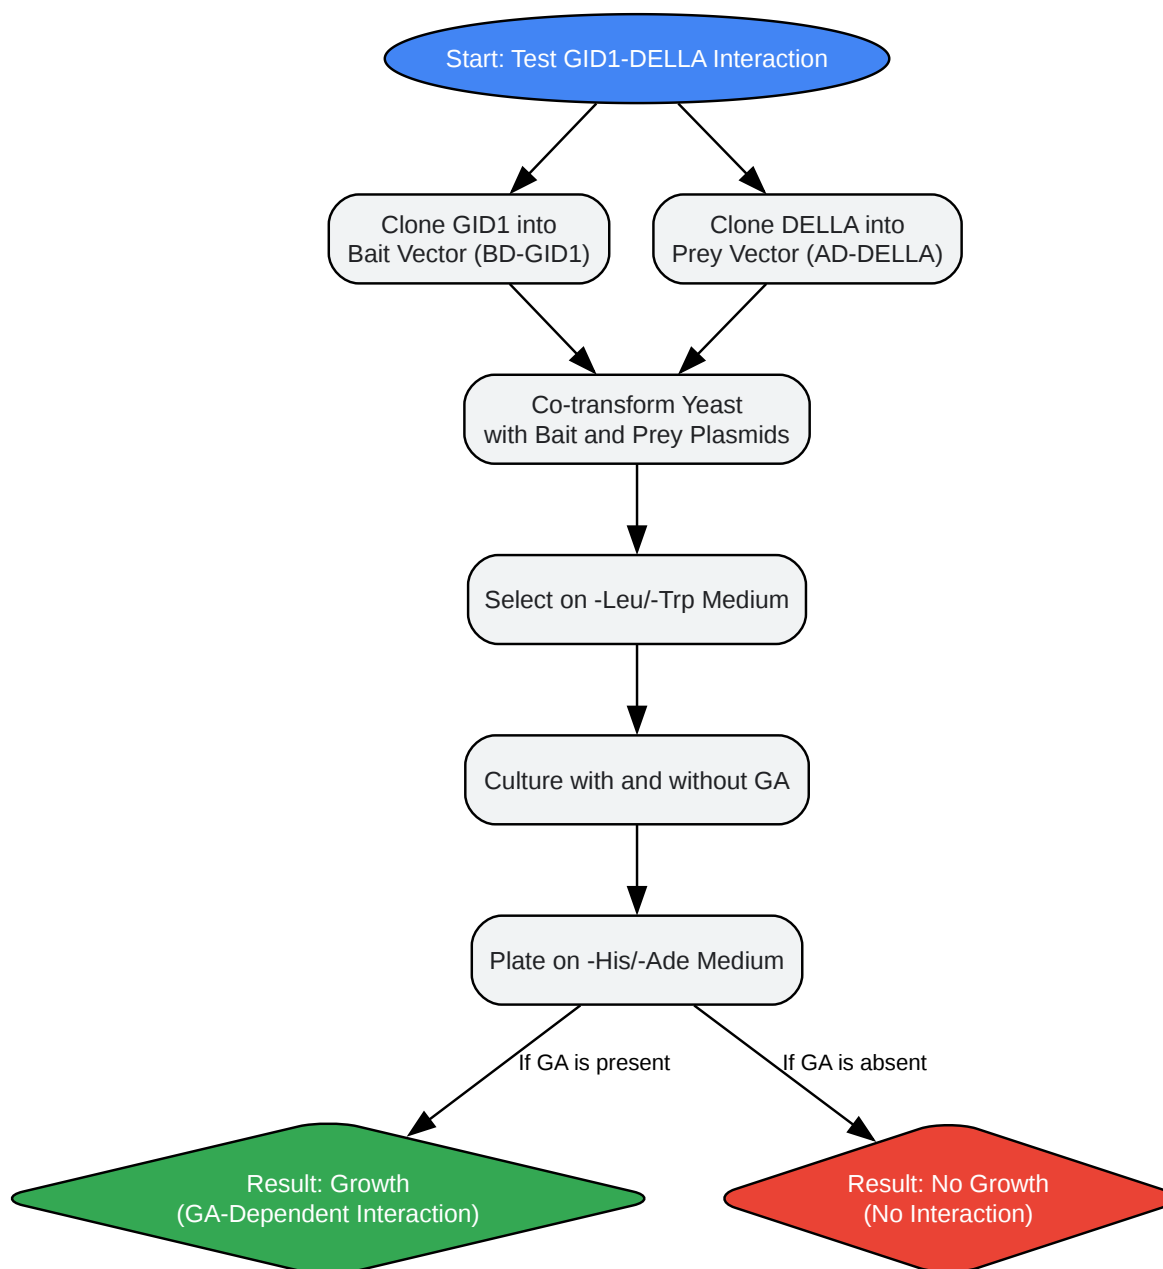 Start: Test GID1-DELLA Interaction
Clone GID1 into
Bait Vector (BD-GID1)
Clone DELLA into
Prey Vector (AD-DELLA)
Co-transform Yeast
with Bait and Prey Plasmids
Select on -Leu/-Trp Medium
Culture with and without GA
Plate on -His/-Ade Medium
If GA is present
If GA is absent
Result: Growth
(GA-Dependent Interaction)
Result: No Growth
(No Interaction)